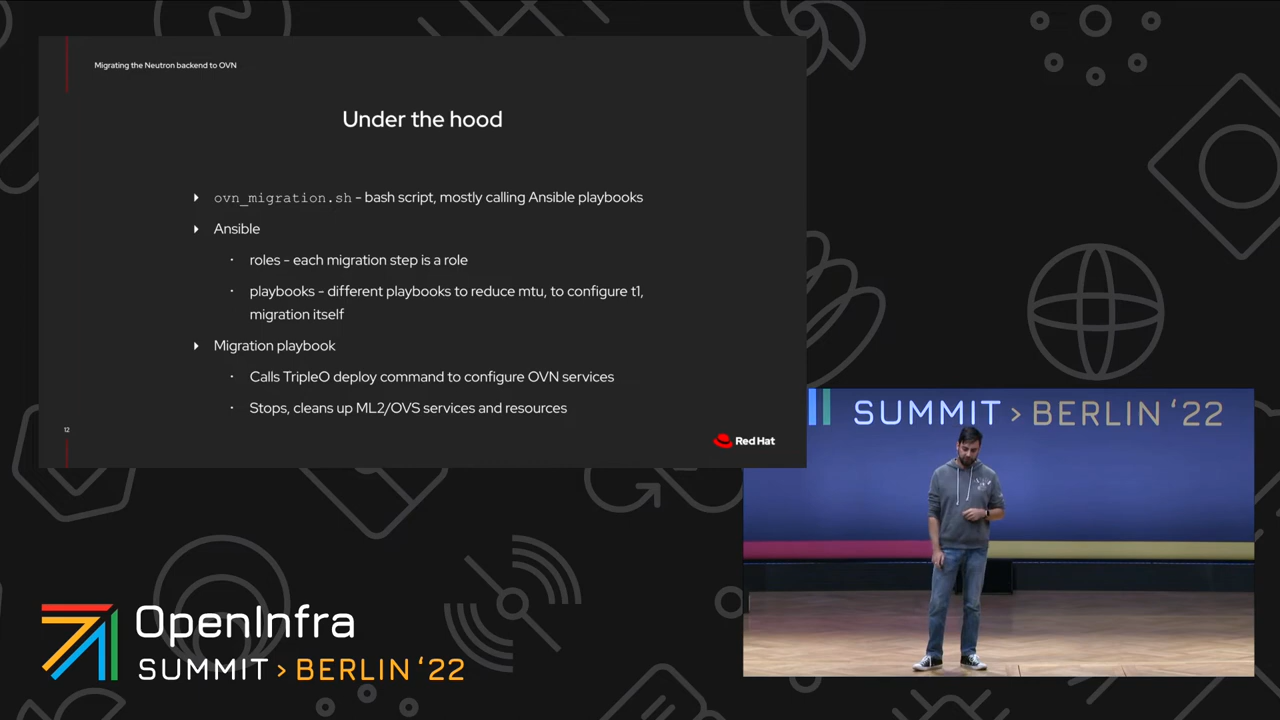 Migrating the Neutron backend to OVN
Under the hood
ovn_migration.sh - bash script, mostly calling Ansible playbooks
Ansible
roles - each migration step is a role
playbooks - different playbooks to reduce mtu, to configure t1,
migration itself
Migration playbook
Calls TripleO deploy command to configure OVN services
Stops, cleans up ML2/OVS services and resources
12
Red Hat
SUMMIT > BERLIN ‘22
OpenInfra
SUMMIT > BERLIN ‘22